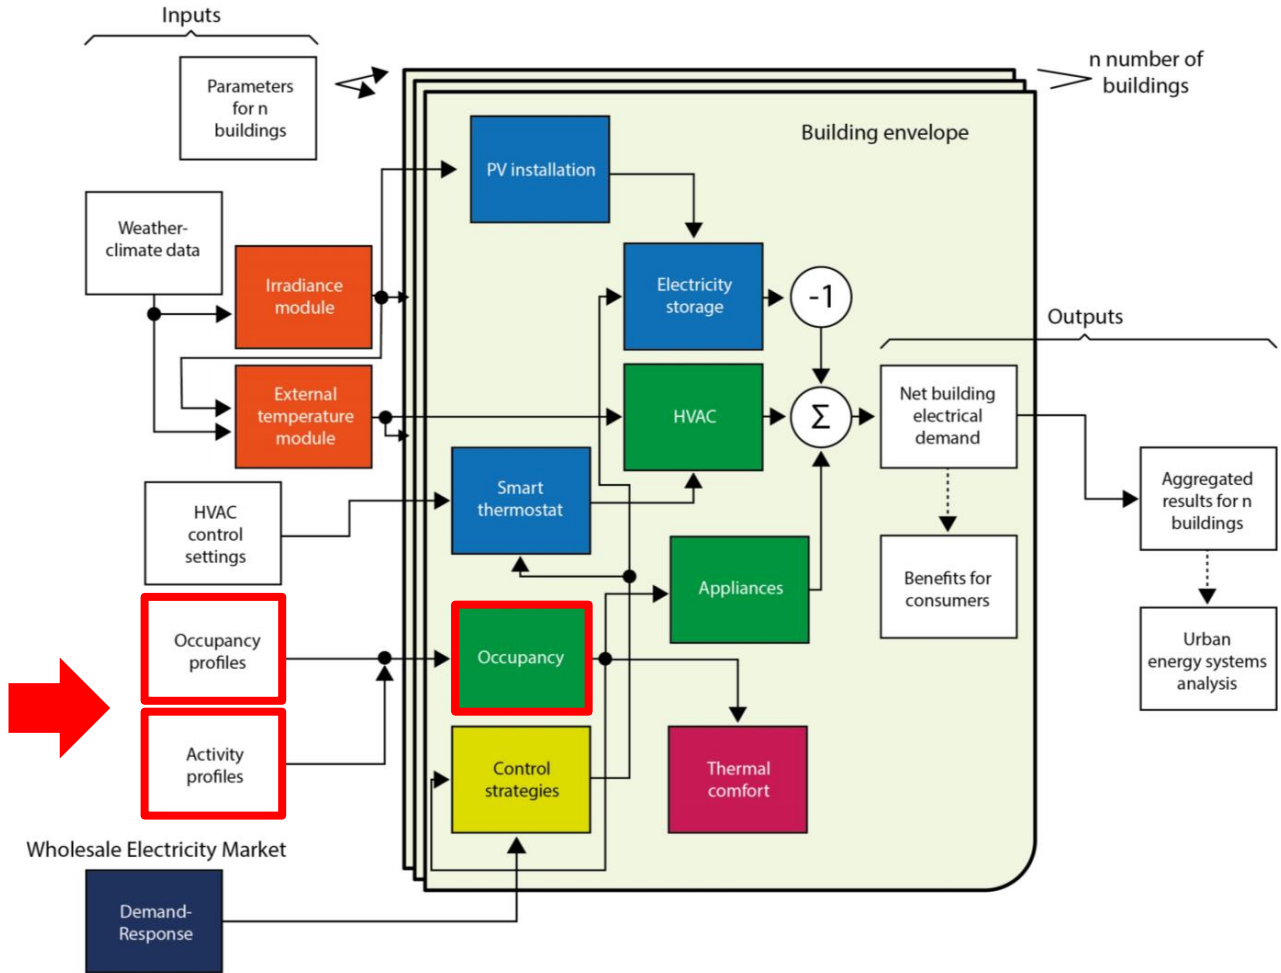 Inputs
Parameters
for n
buildings
n number of
buildings
Building envelope
PV installation
Weather-
climate data
Irradiance
module
Electricity
storage
-1
Outputs
External
temperature
module
HVAC
Σ
Net building
electrical
demand
Smart
thermostat
HVAC
control
settings
Aggregated
results for n
buildings
Appliances
Benefits for
consumers
Occupancy
profiles
Occupancy
Urban
energy systems
analysis
Activity
profiles
Control
strategies
Thermal
comfort
Wholesale Electricity Market
Demand-
Response